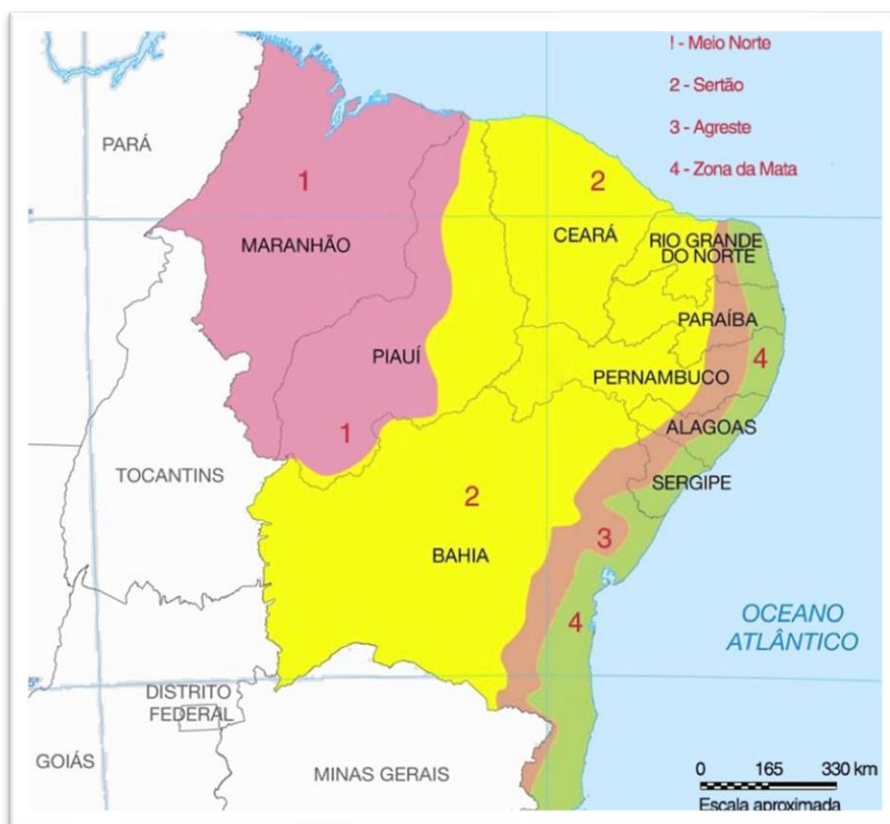 ! - Meio Norte
2 - Sertão
3 - Agreste
4 - Zona da Mata
PARÁ
1
2
MARANHÃO
CEARÁ
RIO GRANDE
DO NORTE
PARAÍBA
PIAUÍ
4
PERNAMBUCO
1
ALAGOAS
TOCANTINS
2
SERGIPE
3
BAHIA
4
OCEANO
ATLÂNTICO
5°
DISTRITO
FEDERAL
GOIÁS
MINAS GERAIS
0 165 330 km
Escala aproximada